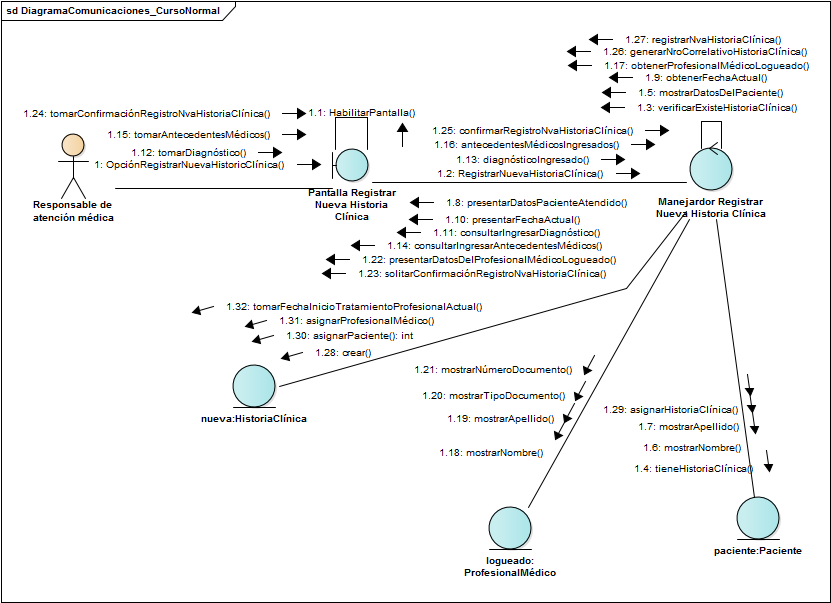 sd DiagramaComunicaciones_CursoNormal
1.27: registrarNvaHistoriaClínica()
1.26: generarNroCorrelativoHistoriaClínica()
1.17: obtenerProfesionalMédicoLogueado()
1.9: obtenerFechaActual()
1.5: mostrarDatosDelPaciente()
1.3: verificarExisteHistoriaClínica()
1.24: tomarConfirmaciónRegistroNvaHistoriaClínica()
1.1: HabilitarPantalla()
1.15: tomarAntecedentesMédicos()
1.12: tomarDiagnóstico()
1: OpciónRegistrarNuevaHistoricClínica()
1.25: confirmarRegistroNvaHistoriaClínica()
1.16: antecedentesMédicosIngresados()
1.13: diagnósticoIngresado()
1.2: RegistrarNuevaHistoriaClínica()
Responsable de
atención médica
Pantalla Registrar
Nueva Historia
Clínica
Manejardor Registrar
Nueva Historia Clínica
1.8: presentarDatosPacienteAtendido()
1.10: presentarFechaActual()
1.11: consultarIngresarDiagnóstico()
1.14: consultarIngresarAntecedentesMédicos()
1.22: presentarDatosDelProfesionalMédicoLogueado()
1.23: solitarConfirmaciónRegistroNvaHistoriaClínica()
1.32: tomarFechaInicioTratamientoProfesionalActual()
1.31: asignarProfesionalMédico()
1.30: asignarPaciente(): int
1.28: crear()
nueva:HistoriaClínica
1.21: mostrarNúmeroDocumento()
1.20: mostrarTipoDocumento()
1.19: mostrarApellido()
1.18: mostrarNombre()
1.29: asignarHistoriaClínica()
1.7: mostrarApellido()
1.6: mostrarNombre()
1.4: tieneHistoriaClínica()
logueado:
ProfesionalMédico
paciente:Paciente